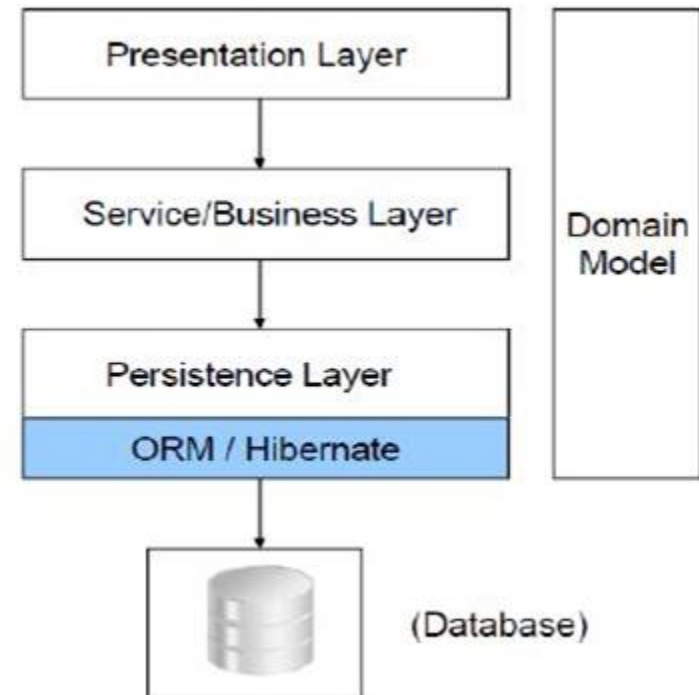 Presentation Layer
Service/Business Layer
Domain
Model
Persistence Layer
ORM / Hibernate
(Database)